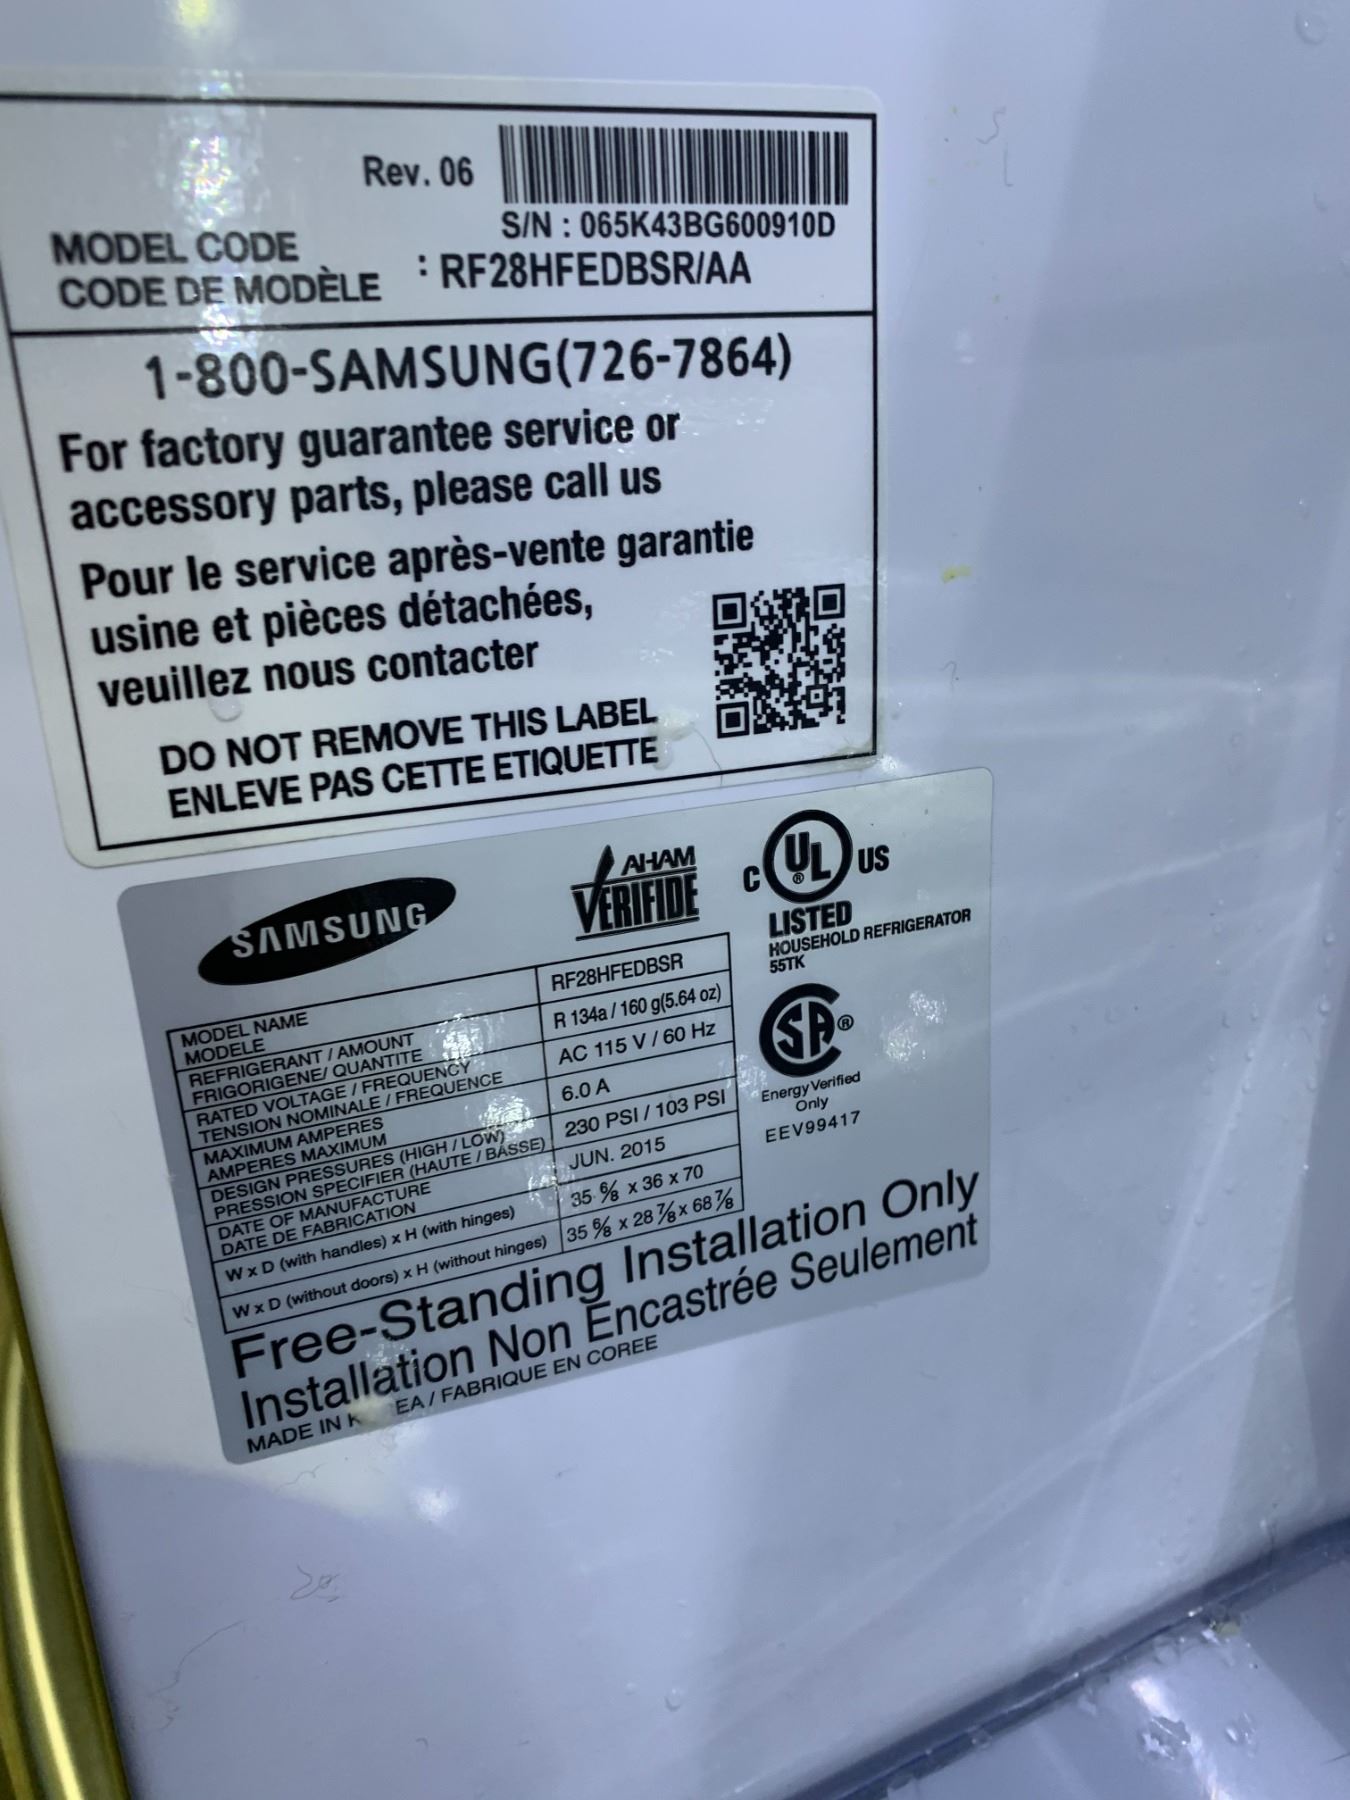 Rev. 06
S/N : 065K43BG600910D
MODEL CODE
CODE DE MODÈLE : RF28HFEDBSR/AA
1-800-SAMSUNG(726-7864)
For factory guarantee service or
accessory parts, please call us
Pour le service après-vente garantie
usine et pièces détachées,
veuillez nous contacter
DO NOT REMOVE THIS LABEL
ENLEVE PAS CETTE ETIQUETTE
SAMSUNG
AHAM
VERIFIDE
C UL® US
LISTED
HOUSEHOLD REFRIGERATOR
55TK
SA®
Energy Verified
Only
EEV99417
MODEL NAME
MODELE
RF28HFEDBSR
REFRIGERANT / AMOUNT
FRIGORIGENE/ QUANTITE
R 134a / 160 g(5.64 oz)
RATED VOLTAGE / FREQUENCY
TENSION NOMINALE / FREQUENCE
AC 115 V / 60 Hz
MAXIMUM AMPERES
AMPERES MAXIMUM
6.0 A
DESIGN PRESSURES (HIGH / LOW)
PRESSION SPECIFIER (HAUTE / BASSE)
230 PSI / 103 PSI
DATE OF MANUFACTURE
DATE DE FABRICATION
JUN. 2015
W x D (with handles) x H (with hinges)
35 6/8 x 36 x 70
W x D (without doors) x H (without hinges)
35 6/8 x 28 7/8 x 68 7/8
Free-Standing Installation Only
Installation Non Encastrée Seulement
MADE IN K EA / FABRIQUE EN COREE